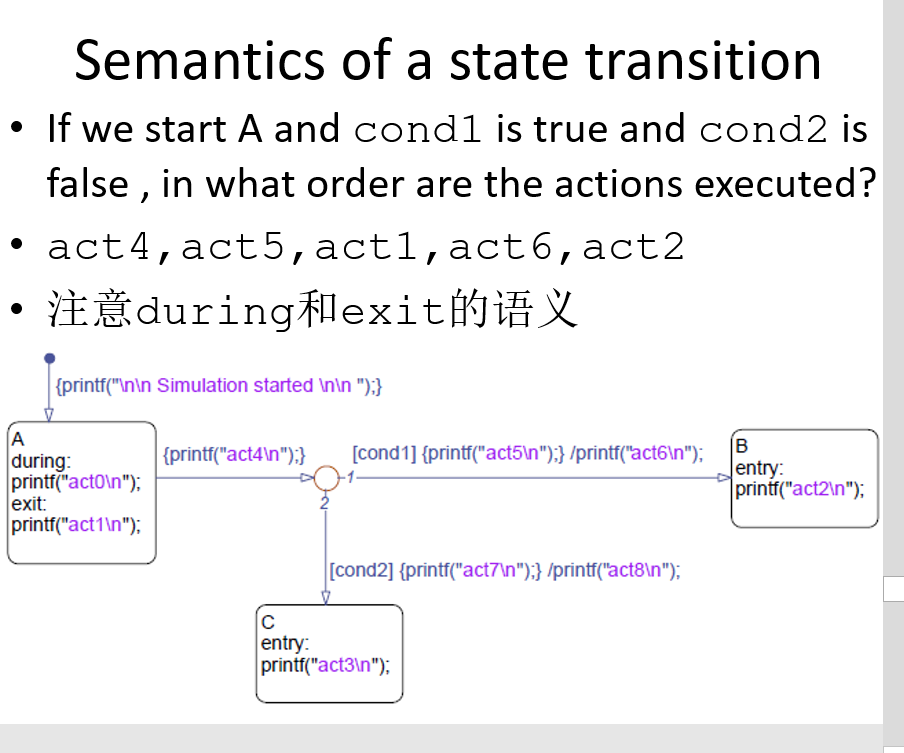 Semantics of a state transition
• If we start A and cond1 is true and cond2 is
false , in what order are the actions executed?
• act4,act5,act1,act6,act2
• 注意during和exit的语义
{printf("\n\n Simulation started \n\n ");}
A
during:
printf("act0\n");
exit:
printf("act1\n");
{printf("act4\n");}
[cond1] {printf("act5\n");} /printf("act6\n");
1
2
B
entry:
printf("act2\n");
[cond2] {printf("act7\n");} /printf("act8\n");
C
entry:
printf("act3\n");